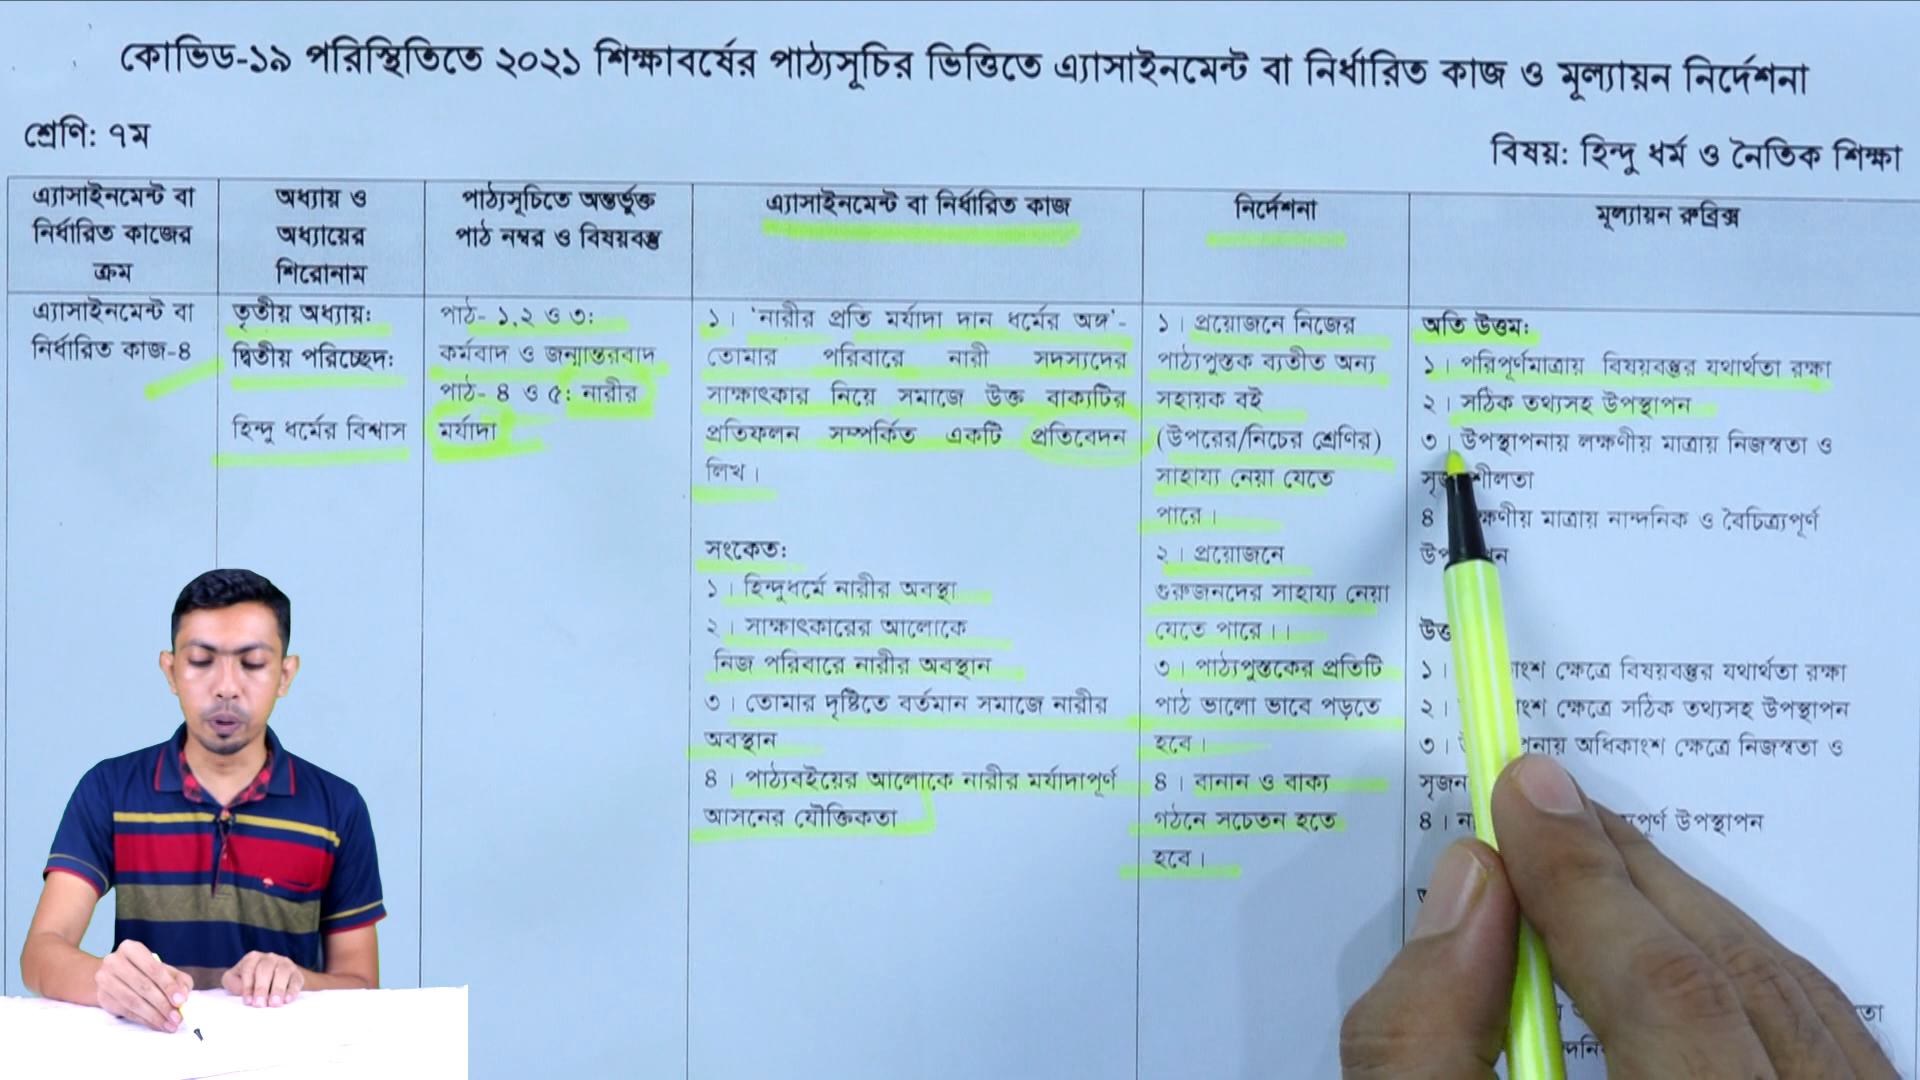 কোভিড-১৯ পরিস্থিতিতে ২০২১ শিক্ষাবর্ষের পাঠ্যসূচির ভিত্তিতে এ্যাসাইনমেন্ট বা নির্ধারিত কাজ ও মূল্যায়ন নির্দেশনা
শ্রেণি: ৭ম
বিষয়: হিন্দু ধর্ম ও নৈতিক শিক্ষা
এ্যাসাইনমেন্ট বা
নির্ধারিত কাজের
ক্রম
অধ্যায় ও
অধ্যায়ের
শিরোনাম
পাঠ্যসূচিতে অন্তর্ভুক্ত
পাঠ নম্বর ও বিষয়বস্তু
এ্যাসাইনমেন্ট বা নির্ধারিত কাজ
নির্দেশনা
মূল্যায়ন রুব্রিক্স
এ্যাসাইনমেন্ট বা
নির্ধারিত কাজ-৪
তৃতীয় অধ্যায়:
দ্বিতীয় পরিচ্ছেদ:
হিন্দু ধর্মের বিশ্বাস
পাঠ- ১,২ ও ৩:
কর্মবাদ ও জন্মান্তরবাদ
পাঠ- ৪ ও ৫: নারীর
মর্যাদা
১। 'নারীর প্রতি মর্যাদা দান ধর্মের অঙ্গ'-
তোমার পরিবারে নারী সদস্যদের
সাক্ষাৎকার নিয়ে সমাজে উক্ত বাক্যটির
প্রতিফলন সম্পর্কিত একটি প্রতিবেদন
লিখ।
সংকেত:
১। হিন্দুধর্মে নারীর অবস্থা
২। সাক্ষাৎকারের আলোকে
নিজ পরিবারে নারীর অবস্থান
৩। তোমার দৃষ্টিতে বর্তমান সমাজে নারীর
অবস্থান
৪। পাঠ্যবইয়ের আলোকে নারীর মর্যাদাপূর্ণ
আসনের যৌক্তিকতা
১। প্রয়োজনে নিজের
পাঠ্যপুস্তক ব্যতীত অন্য
সহায়ক বই
(উপরের/নিচের শ্রেণির)
সাহায্য নেয়া যেতে
পারে।
২। প্রয়োজনে
গুরুজনদের সাহায্য নেয়া
যেতে পারে।।
৩। পাঠ্যপুস্তকের প্রতিটি
পাঠ ভালো ভাবে পড়তে
হবে।
৪। বানান ও বাক্য
গঠনে সচেতন হতে
হবে।
অতি উত্তম:
১। পরিপূর্ণমাত্রায় বিষয়বস্তুর যথার্থতা রক্ষা
২। সঠিক তথ্যসহ উপস্থাপন
৩। উপস্থাপনায় লক্ষণীয় মাত্রায় নিজস্বতা ও
৪ মাত্রায় নান্দনিক ও বৈচিত্র্যপূর্ণ
১। ক্ষেত্রে বিষয়বস্তুর যথার্থতা রক্ষা
২। ক্ষেত্রে সঠিক তথ্যসহ উপস্থাপন
৩। অধিকাংশ ক্ষেত্রে নিজস্বতা ও
৪। উপস্থাপন